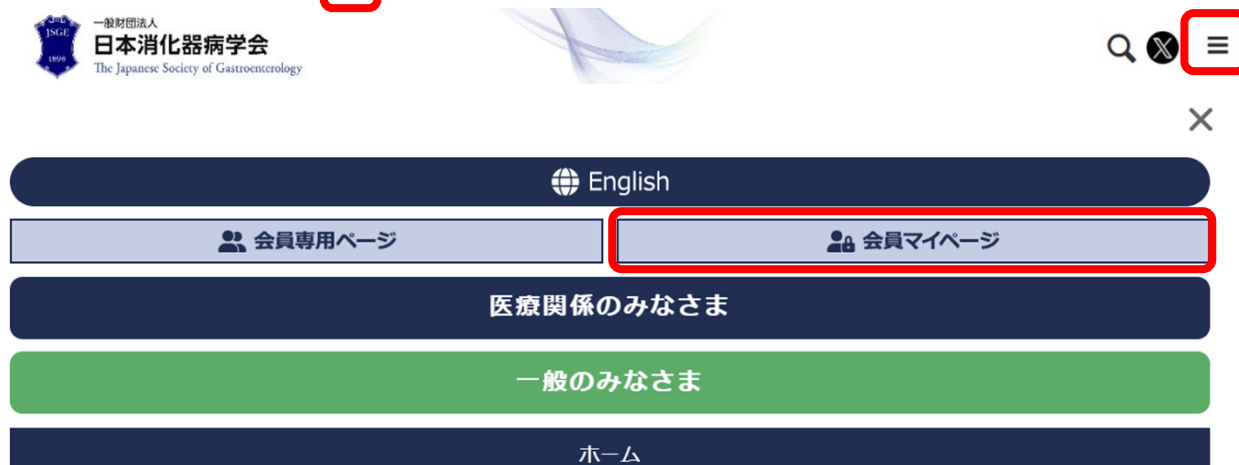 JSGE
1898
一般財団法人
日本消化器病学会
The Japanese Society of Gastroenterology
English
会員専用ページ
会員マイページ
医療関係のみなさま
一般のみなさま
ホーム